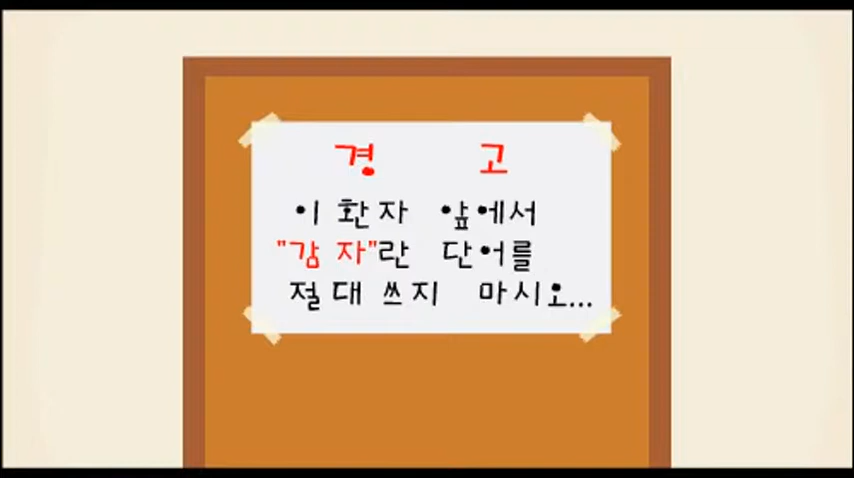 경 고
이 환자 앞에서
"감 자"란 단어를
절대 쓰지 마시오...